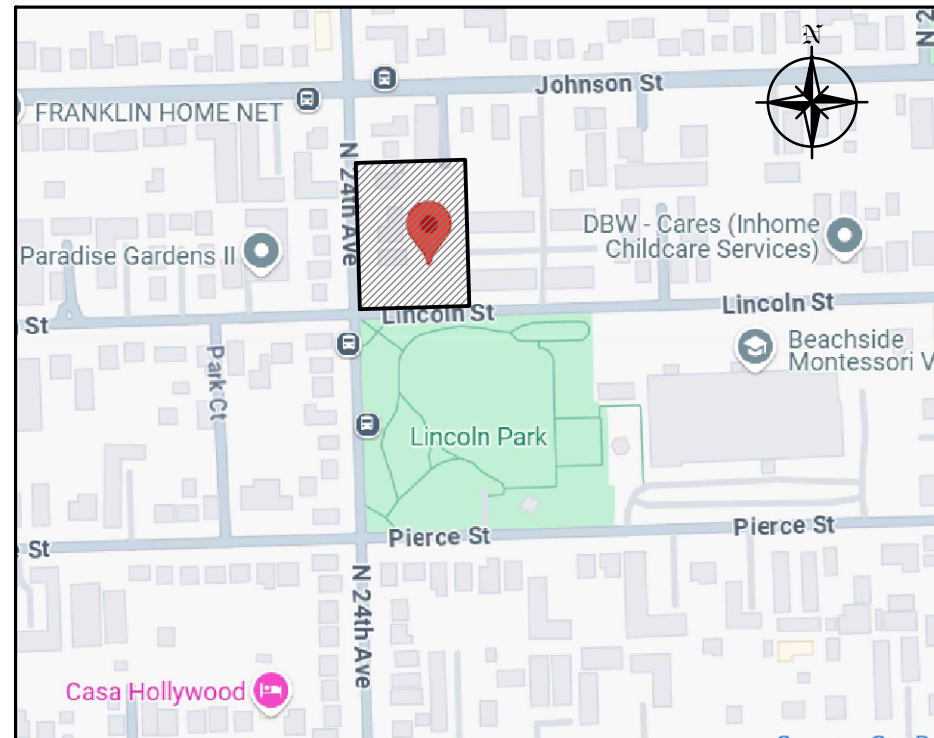 N 2
N
Johnson St
FRANKLIN HOME NET
N 24th Ave
DBW - Cares (Inhome
Childcare Services)
Paradise Gardens II
Lincoln St
Lincoln St
St
Beachside
Montessori V
Park Ct
Lincoln Park
Pierce St
Pierce St
e St
N 24th Ave
Casa Hollywood